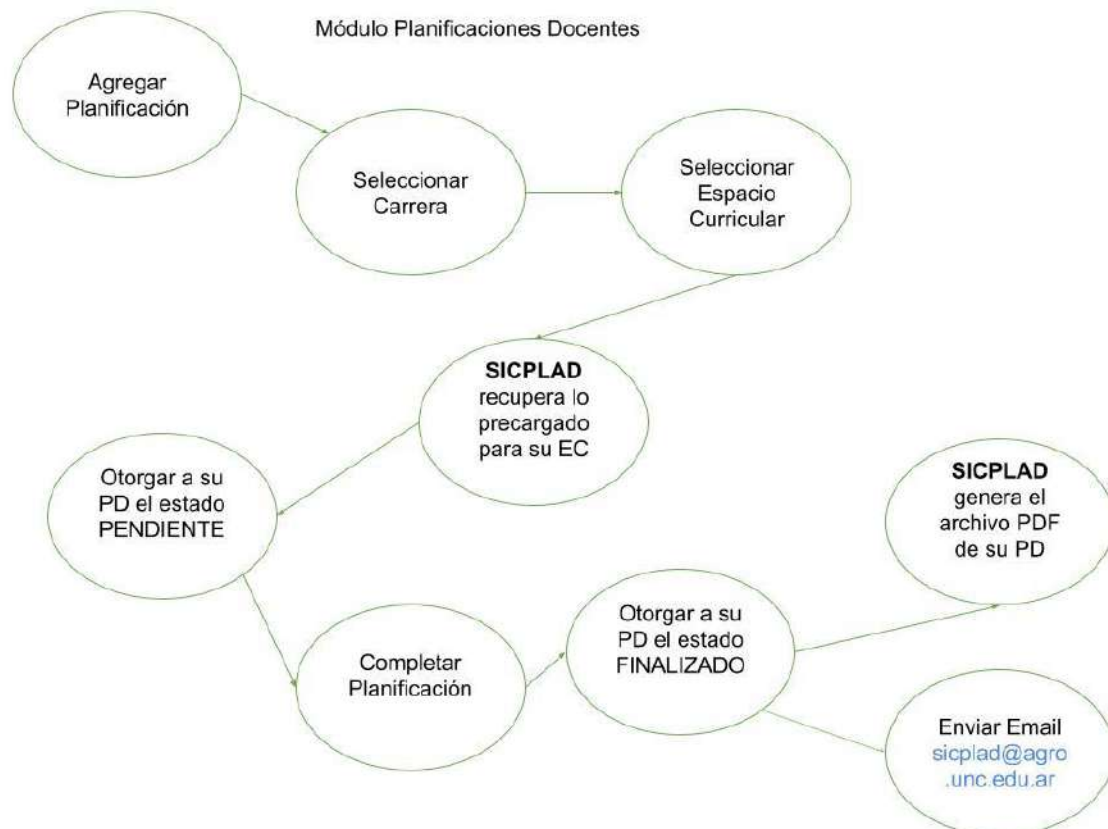 Módulo Planificaciones Docentes
Agregar
Planificación
Seleccionar
Carrera
Seleccionar
Espacio
Curricular
SICPLAD
recupera lo
precargado
para su EC
Otorgar a su
PD el estado
PENDIENTE
Completar
Planificación
Otorgar a su
PD el estado
FINALIZADO
SICPLAD
genera el
archivo PDF
de su PD
Enviar Email
sicplad@agro
.unc.edu.ar